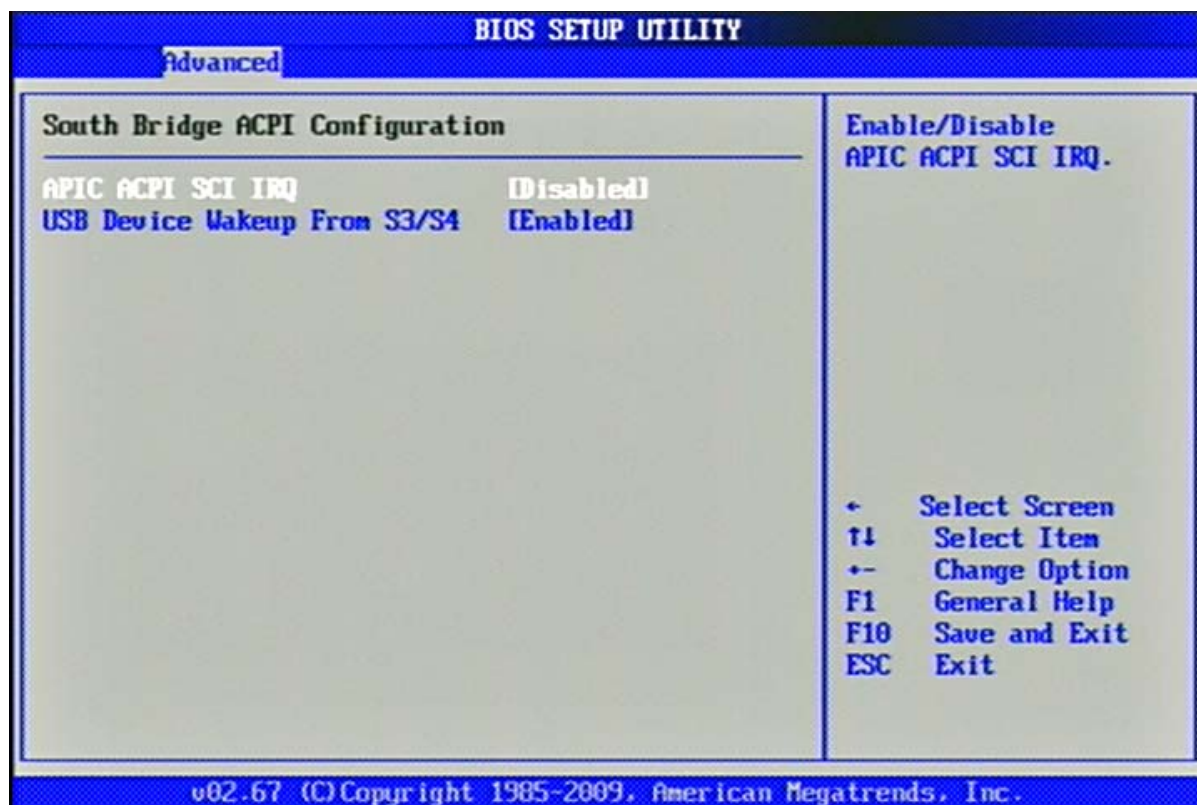 BIOS SETUP UTILITY
Advanced
South Bridge ACPI Configuration
APIC ACPI SCI IRQ [Disabled]
USB Device Wakeup From S3/S4 [Enabled]
Enable/Disable
APIC ACPI SCI IRQ.
← Select Screen
↑↓ Select Item
+- Change Option
F1 General Help
F10 Save and Exit
ESC Exit
v02.67 (C)Copyright 1985-2009, American Megatrends, Inc.